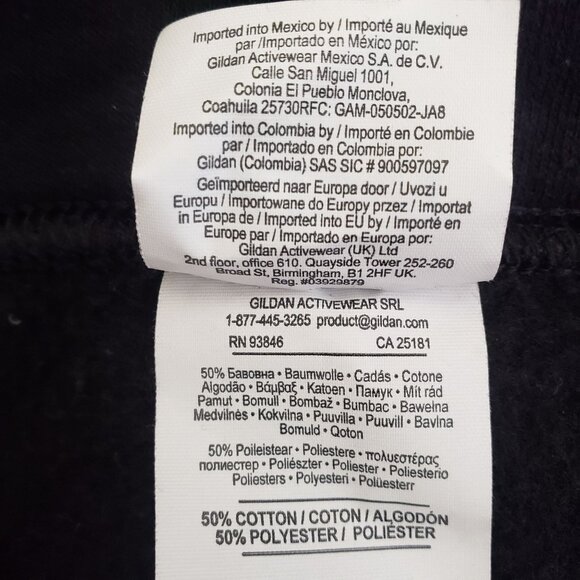 Imported into Mexico by / Importé au Mexique
par /Importado en México por:
Gildan Activewear Mexico S.A. de C.V.
Calle San Miguel 1001,
Colonia El Pueblo Monclova,
Coahuila 25730RFC: GAM-050502-JA8
Imported into Colombia by / Importé en Colombie
par / Importado en Colombia por:
Gildan (Colombia) SAS SIC # 900597097
Geïmporteerd naar Europa door / Uvozi u
Europu / Importowane do Europy przez / Importat
in Europa de / Imported into EU by / Importé en
Europe par / Importado en Europa por:
Gildan Activewear (UK) Ltd
2nd floor, office 610. Quayside Tower 252-260
Broad St, Birmingham, B1 2HF UK.
Reg. #03929879
GILDAN ACTIVEWEAR SRL
1-877-445-3265 product@gildan.com
RN 93846 CA 25181
50% Бавовна • Baumwolle • Cadás • Cotone
Algodão • Βάμβαξ • Katoen • Памук • Mit rád
Pamut • Bomull • Bombaž • Bumbac • Bawełna
Medvilnės • Kokvilna • Puuvilla • Puuvill • Bavlna
Bomuld • Qoton
50% Poileistear • Poliestere • πολυεστέρας
полиестер • Poliészter • Poliester • Poliesterio
Poliesters • Polyesteri • Polüesterr
50% COTTON / COTON / ALGODÓN
50% POLYESTER / POLIÉSTER